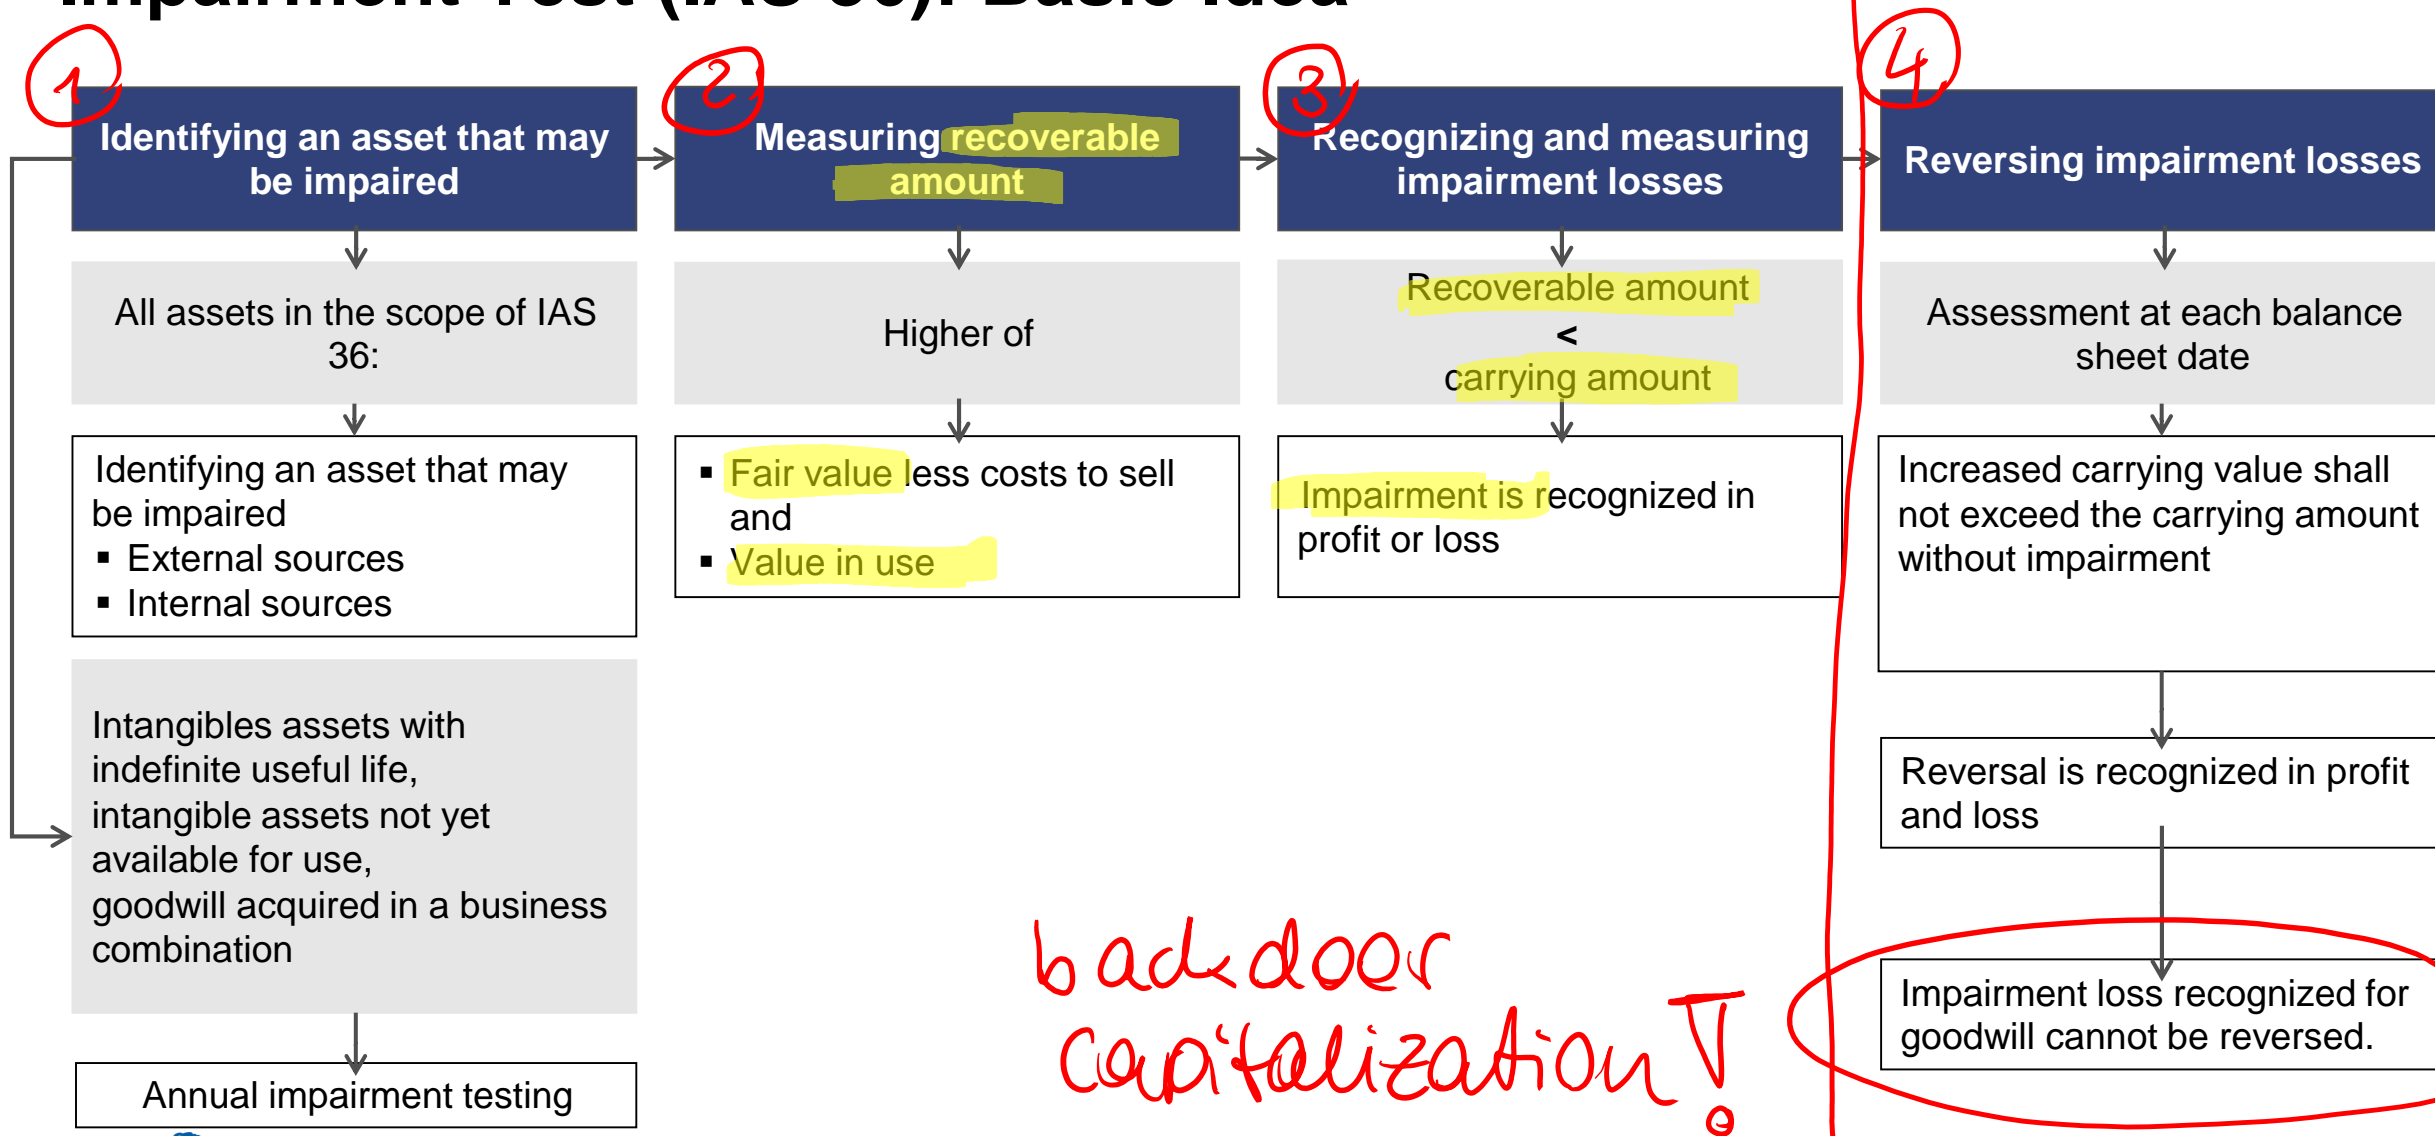 Impairment Test (IAS 36): Basic Idea
1
2
3
4
Identifying an asset that may
be impaired
All assets in the scope of IAS
36:
Identifying an asset that may
be impaired
▪ External sources
▪ Internal sources
Intangibles assets with
indefinite useful life,
intangible assets not yet
available for use,
goodwill acquired in a business
combination
Annual impairment testing
Measuring recoverable
amount
Higher of
▪ Fair value less costs to sell
and
▪ Value in use
Recognizing and measuring
impairment losses
Recoverable amount
<
carrying amount
Impairment is recognized in
profit or loss
backdoor
capitalization!
Reversing impairment losses
Assessment at each balance
sheet date
Increased carrying value shall
not exceed the carrying amount
without impairment
Reversal is recognized in profit
and loss
Impairment loss recognized for
goodwill cannot be reversed.